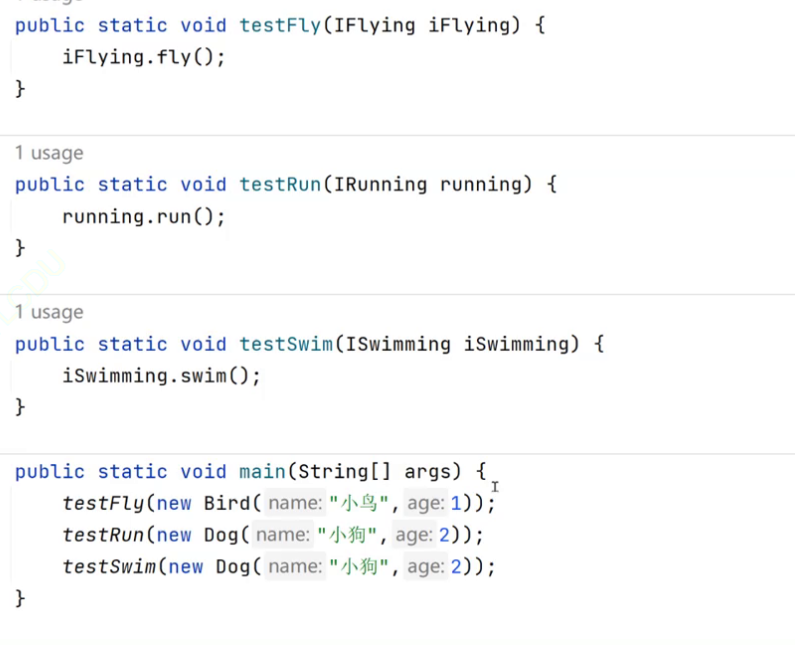 public static void testFly(IFlying iFlying) {
iFlying.fly();
}
1 usage
public static void testRun(IRunning running) {
running.run();
}
1 usage
public static void testSwim(ISwimming iSwimming) {
iSwimming.swim();
}
public static void main(String[] args) {
testFly(new Bird( name: "小鸟", age: 1));
testRun(new Dog( name: "小狗", age: 2));
testSwim(new Dog( name: "小狗", age: 2));
}